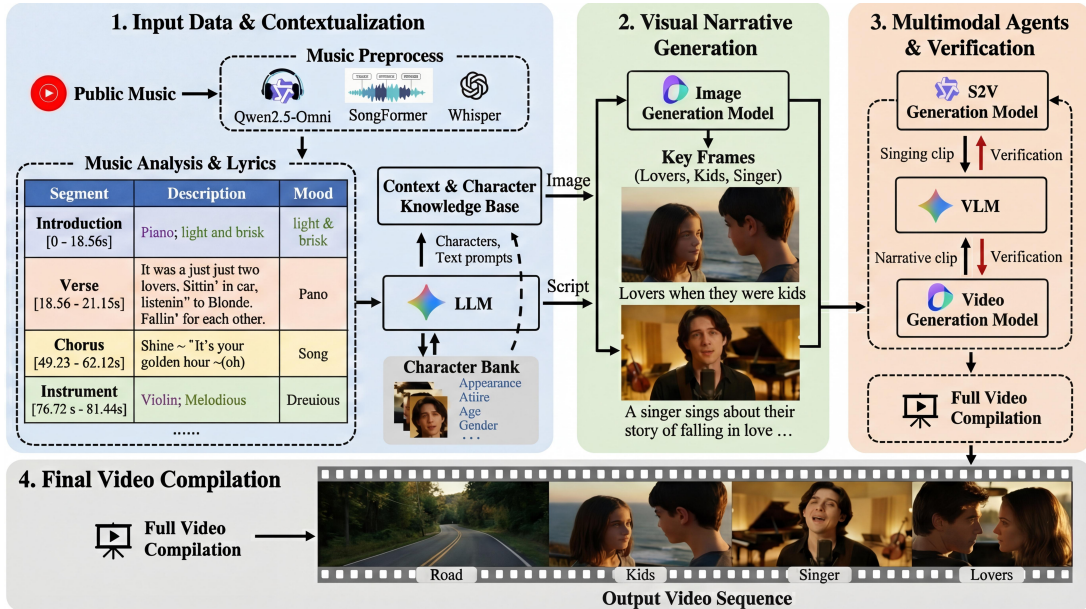 1. Input Data & Contextualization
Public Music
Music Preprocess
Qwen2.5-Omni
SongFormer
Whisper
Music Analysis & Lyrics
Segment Description Mood
Introduction
[0 - 18.56s]
Piano; light and brisk
light &
brisk
Verse
[18.56 - 21.15s]
It was a just just two
lovers. Sittin' in car,
listenin" to Blonde.
Fallin' for each other.
Pano
Chorus
[49.23 - 62.12s]
Shine ~ "It's your
golden hour ~(oh)
Song
Instrument
[76.72 s - 81.44s]
Violin; Melodious
Dreuious
......
Context & Character
Knowledge Base
Characters,
Text prompts
LLM
Character Bank
Appearance
Atiire
Age
Gender
...
Image
Script
2. Visual Narrative
Generation
Image
Generation Model
Key Frames
(Lovers, Kids, Singer)
Lovers when they were kids
A singer sings about their
story of falling in love ...
3. Multimodal Agents
& Verification
S2V
Generation Model
Singing clip
Verification
VLM
Narrative clip
Verification
Video
Generation Model
Full Video
Compilation
4. Final Video Compilation
Full Video
Compilation
Road
Kids
Singer
Lovers
Output Video Sequence